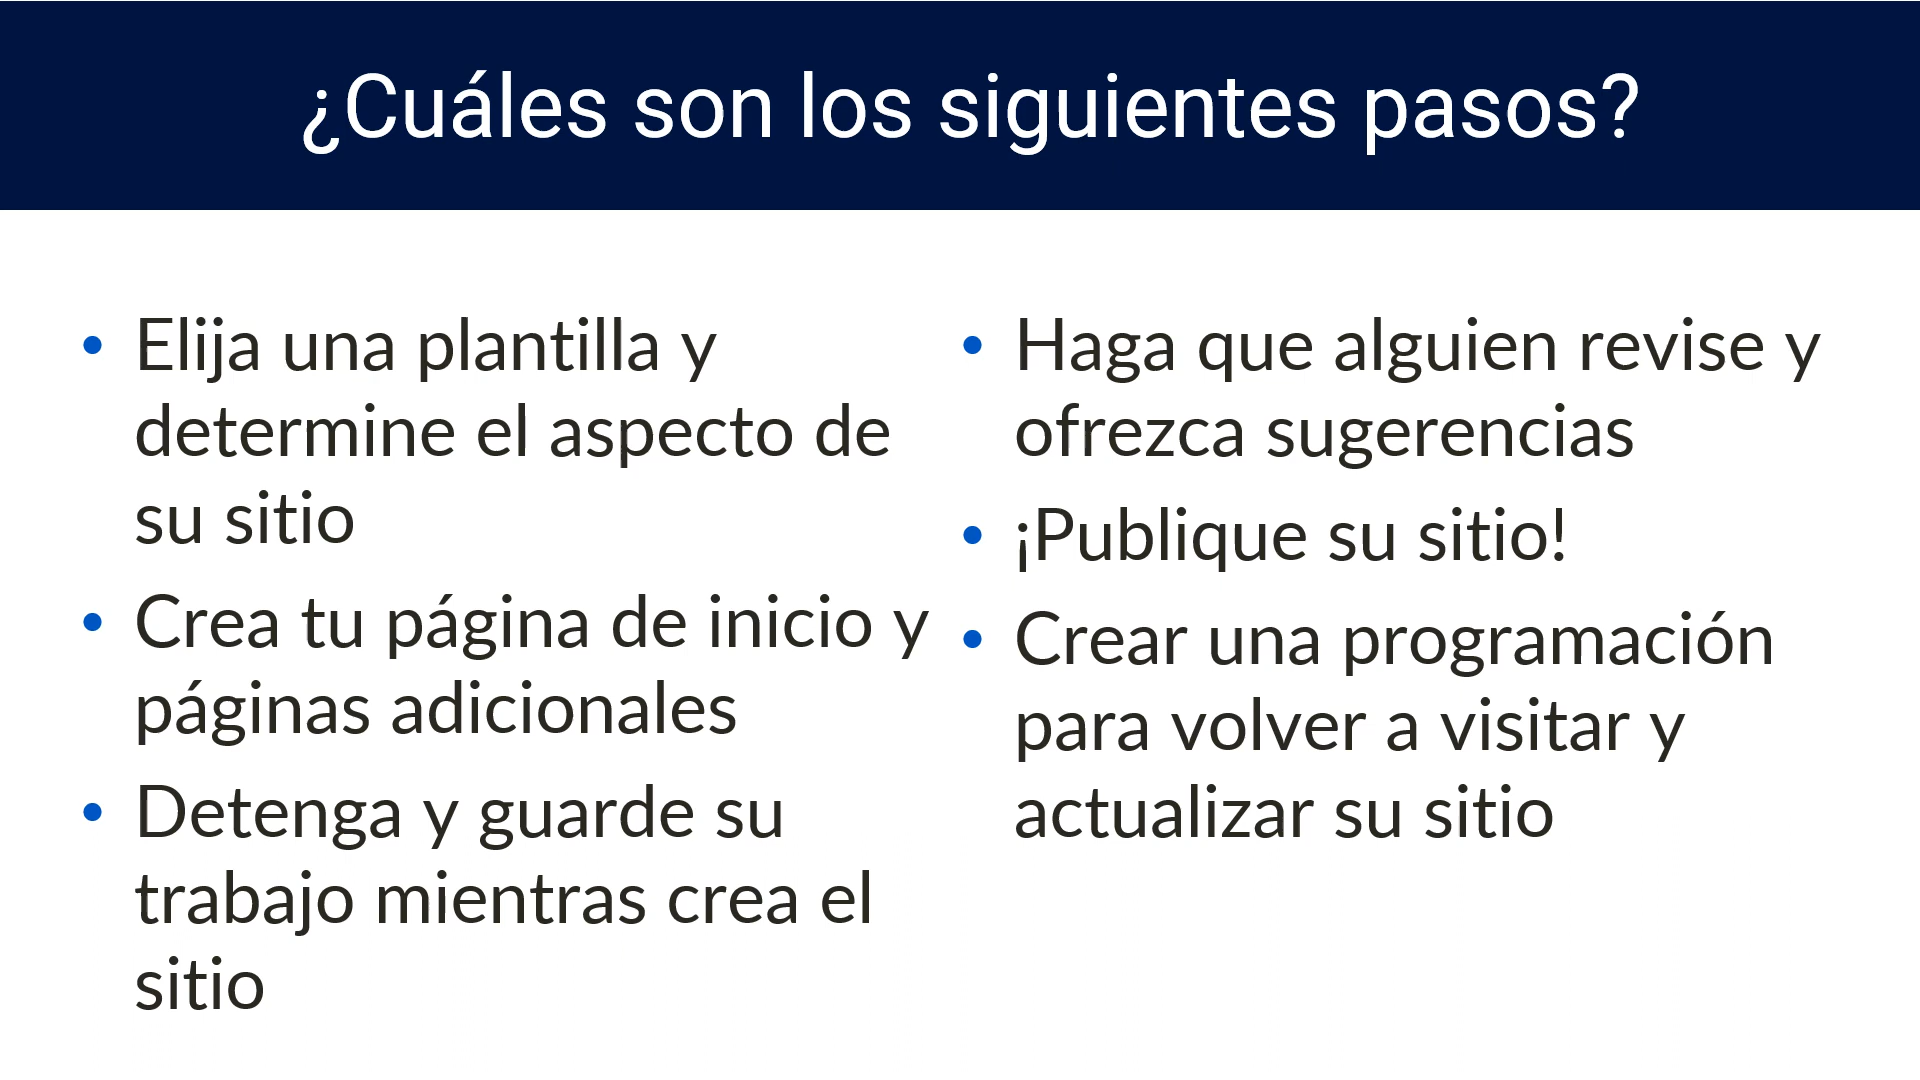 ¿Cuáles son los siguientes pasos?
• Elija una plantilla y
determine el aspecto de
su sitio
• Crea tu página de inicio y
páginas adicionales
• Detenga y guarde su
trabajo mientras crea el
sitio
• Haga que alguien revise y
ofrezca sugerencias
• ¡Publique su sitio!
• Crear una programación
para volver a visitar y
actualizar su sitio